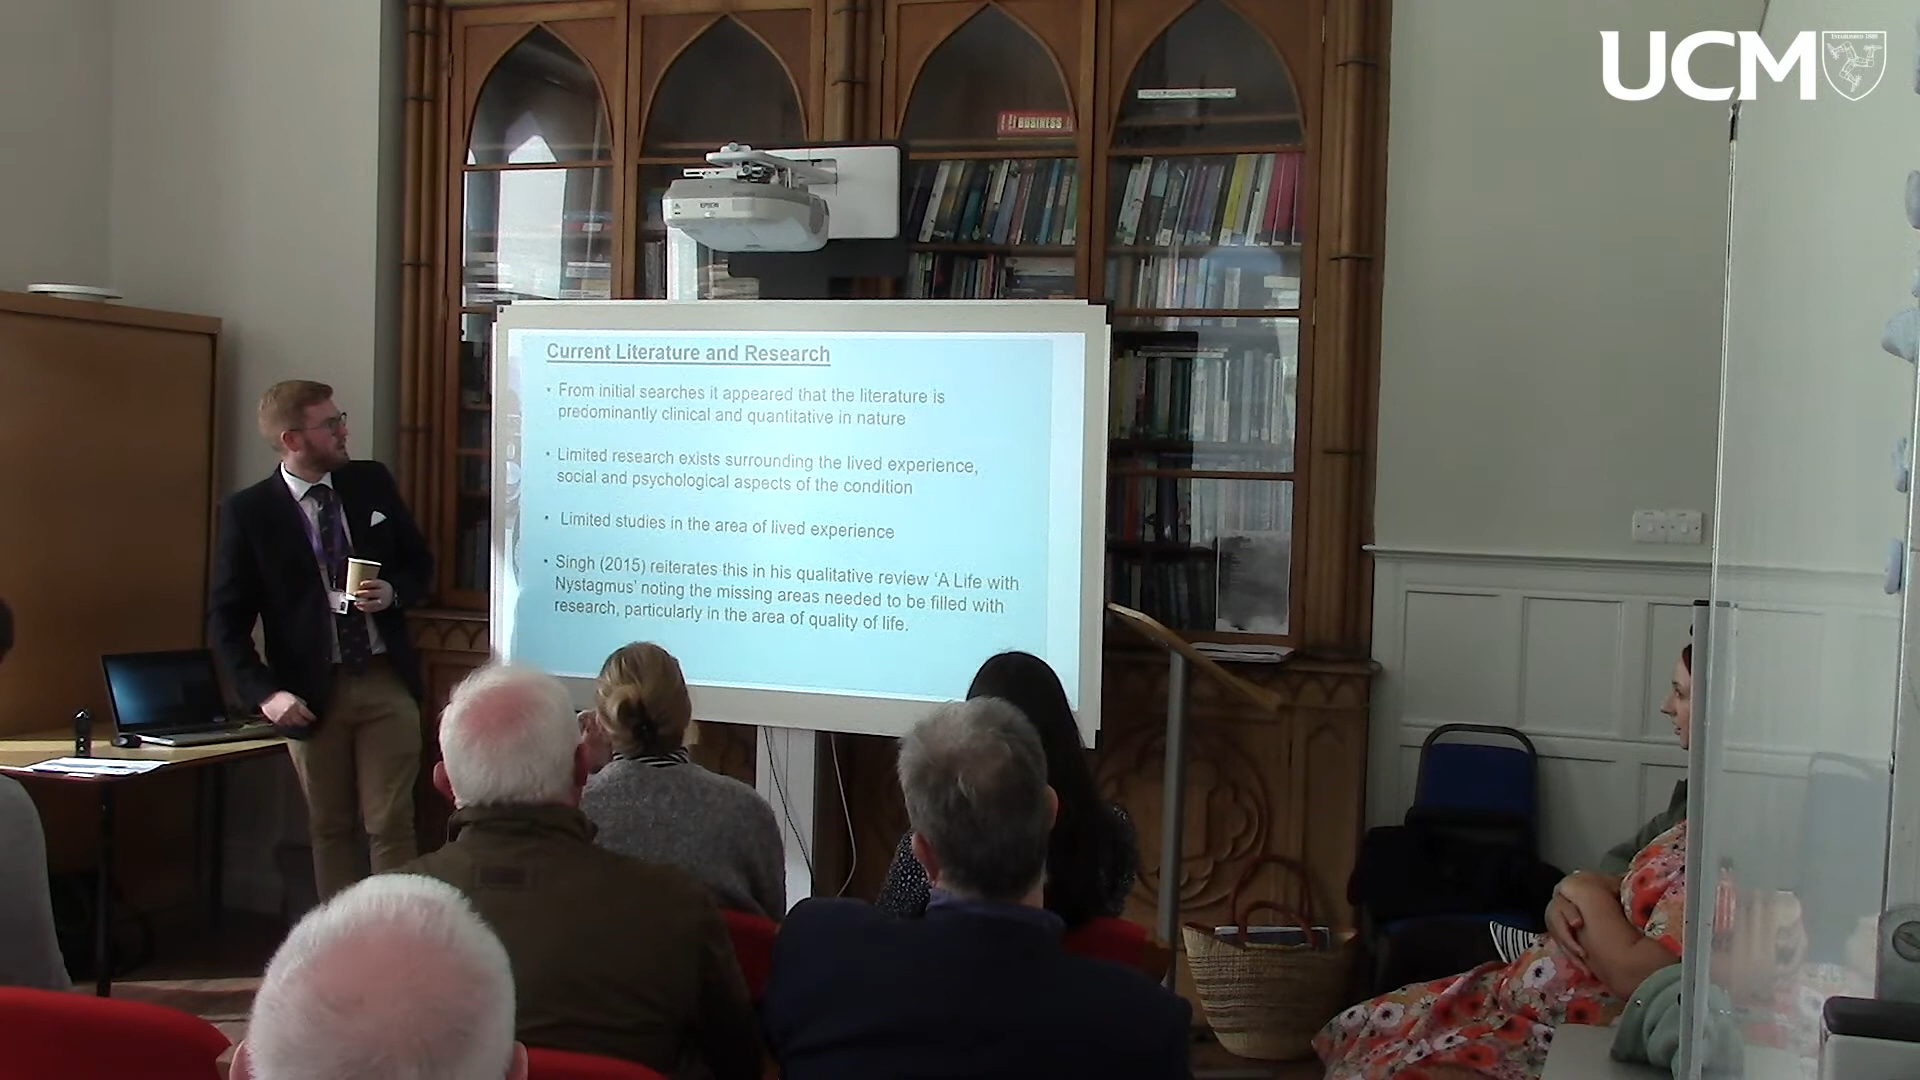 UCM
ESTABLISHED
BUSINESS
EPSON
Current Literature and Research
• From initial searches it appeared that the literature is
predominantly clinical and quantitative in nature
• Limited research exists surrounding the lived experience,
social and psychological aspects of the condition
• Limited studies in the area of lived experience
• Singh (2015) reiterates this in his qualitative review ‘A Life with
Nystagmus’ noting the missing areas needed to be filled with
research, particularly in the area of quality of life.